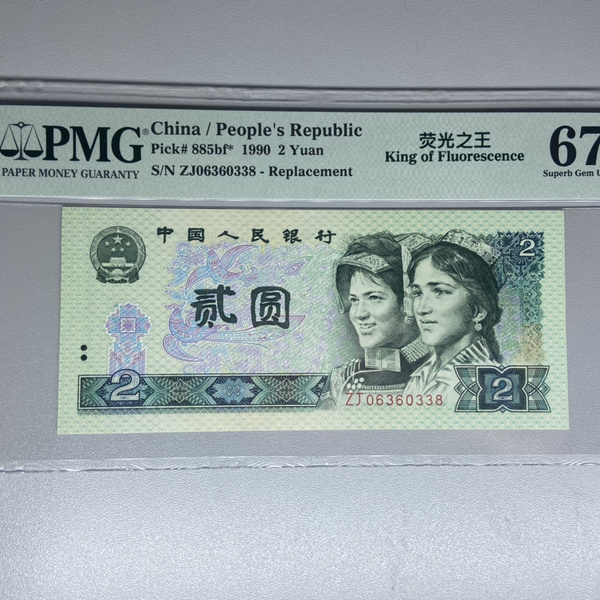 PMG
PAPER MONEY GUARANTY
China / People's Republic
Pick# 885bf* 1990 2 Yuan
S/N ZJ06360338 - Replacement
荧光之王
King of Fluorescence
67
Superb Gem U
中国人民银行
2
贰圆
2
ZJ06360338
2